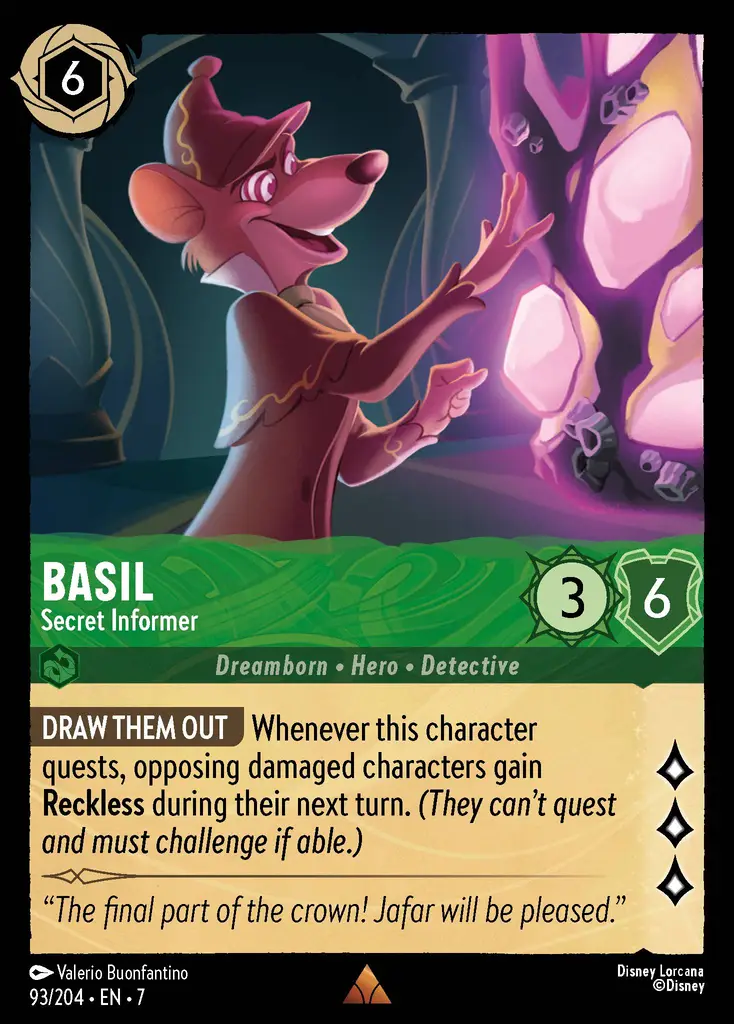 6
BASIL
Secret Informer
3
6
Dreamborn • Hero • Detective
DRAW THEM OUT Whenever this character
quests, opposing damaged characters gain
Reckless during their next turn. (They can’t quest
and must challenge if able.)
“The final part of the crown! Jafar will be pleased.”
Valerio Buonfantino
93/204 • EN • 7
Disney Lorcana
©Disney